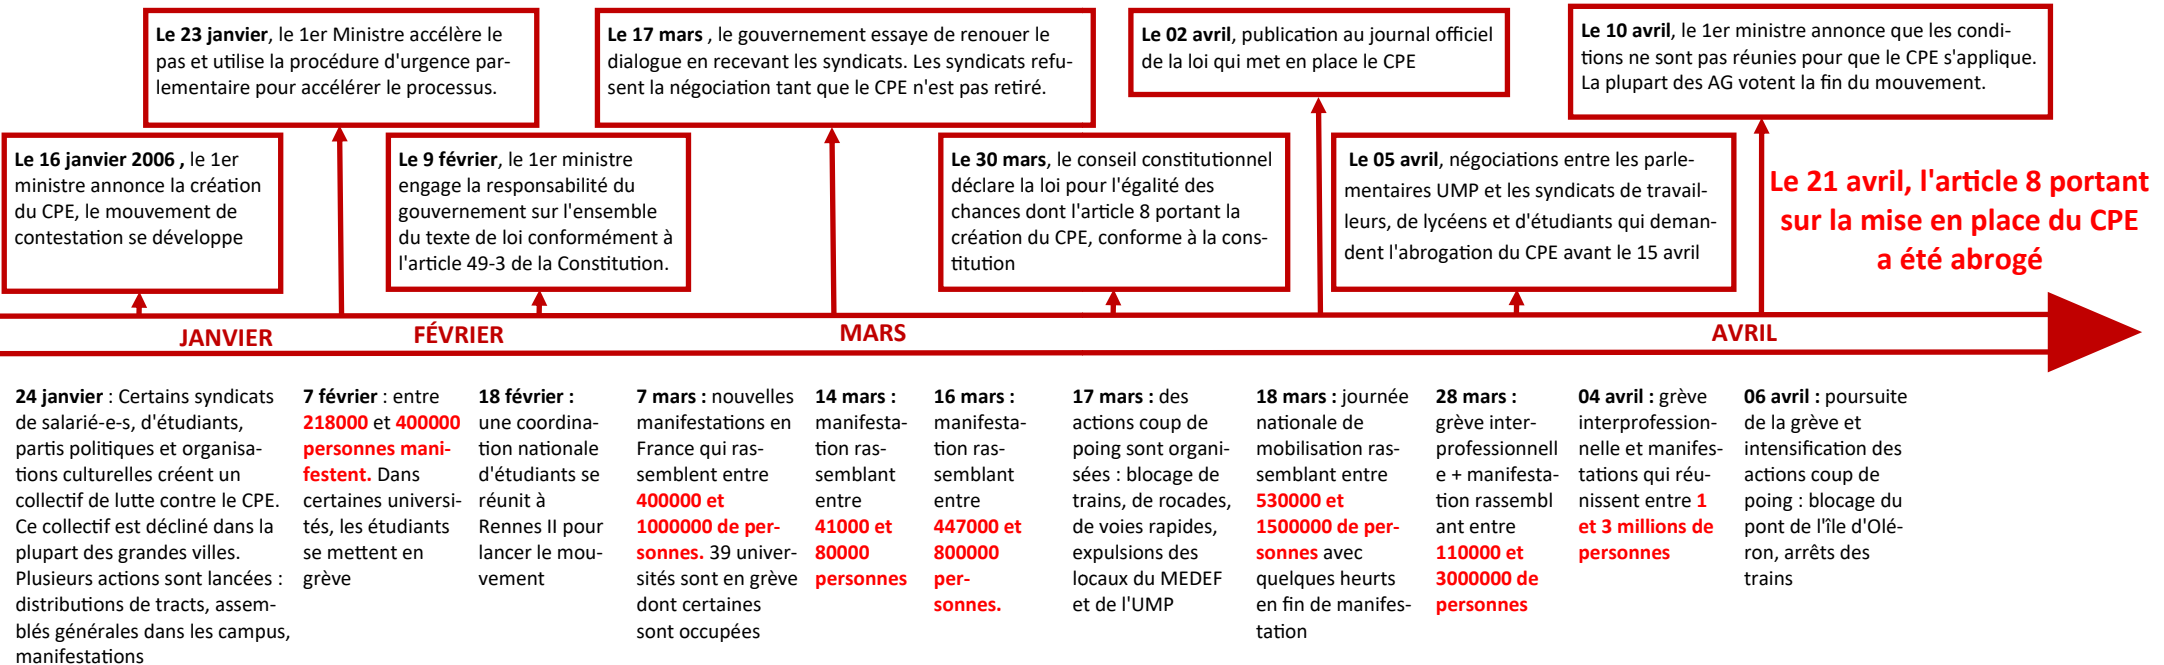 Le 23 janvier, le 1er Ministre accélère le
pas et utilise la procédure d'urgence par-
lementaire pour accélérer le processus.
Le 17 mars , le gouvernement essaye de renouer le
dialogue en recevant les syndicats. Les syndicats refu-
sent la négociation tant que le CPE n'est pas retiré.
Le 02 avril, publication au journal officiel
de la loi qui met en place le CPE
Le 10 avril, le 1er ministre annonce que les condi-
tions ne sont pas réunies pour que le CPE s'applique.
La plupart des AG votent la fin du mouvement.
Le 16 janvier 2006 , le 1er
ministre annonce la création
du CPE, le mouvement de
contestation se développe
Le 9 février, le 1er ministre
engage la responsabilité du
gouvernement sur l'ensemble
du texte de loi conformément à
l'article 49-3 de la Constitution.
Le 30 mars, le conseil constitutionnel
déclare la loi pour l'égalité des
chances dont l'article 8 portant la
création du CPE, conforme à la cons-
titution
Le 05 avril, négociations entre les parle-
mentaires UMP et les syndicats de travail-
leurs, de lycéens et d'étudiants qui deman-
dent l'abrogation du CPE avant le 15 avril
Le 21 avril, l'article 8 portant
sur la mise en place du CPE
a été abrogé
JANVIER
FÉVRIER
MARS
AVRIL
24 janvier : Certains syndicats
de salarié-e-s, d'étudiants,
partis politiques et organisa-
tions culturelles créent un
collectif de lutte contre le CPE.
Ce collectif est décliné dans la
plupart des grandes villes.
Plusieurs actions sont lancées :
distributions de tracts, assem-
blés générales dans les campus,
manifestations
7 février : entre
218000 et 400000
personnes mani-
festent. Dans
certaines universi-
tés, les étudiants
se mettent en
grève
18 février :
une coordina-
tion nationale
d'étudiants se
réunit à
Rennes II pour
lancer le mou-
vement
7 mars : nouvelles
manifestations en
France qui ras-
semblent entre
400000 et
1000000 de per-
sonnes. 39 univer-
sités sont en grève
dont certaines
sont occupées
14 mars :
manifesta-
tion ras-
semblant
entre
41000 et
80000
personnes
16 mars :
manifesta-
tion ras-
semblant
entre
447000 et
800000
per-
sonnes.
17 mars : des
actions coup de
poing sont organi-
sées : blocage de
trains, de rocades,
de voies rapides,
expulsions des
locaux du MEDEF
et de l'UMP
18 mars : journée
nationale de
mobilisation ras-
semblant entre
530000 et
1500000 de per-
sonnes avec
quelques heurts
en fin de manifes-
tation
28 mars :
grève inter-
professionnell
e + manifesta-
tion rassembl
ant entre
110000 et
3000000 de
personnes
04 avril : grève
interprofession-
nelle et manifes-
tations qui réu-
nissent entre 1
et 3 millions de
personnes
06 avril : poursuite
de la grève et
intensification des
actions coup de
poing : blocage du
pont de l'île d'Olé-
ron, arrêts des
trains